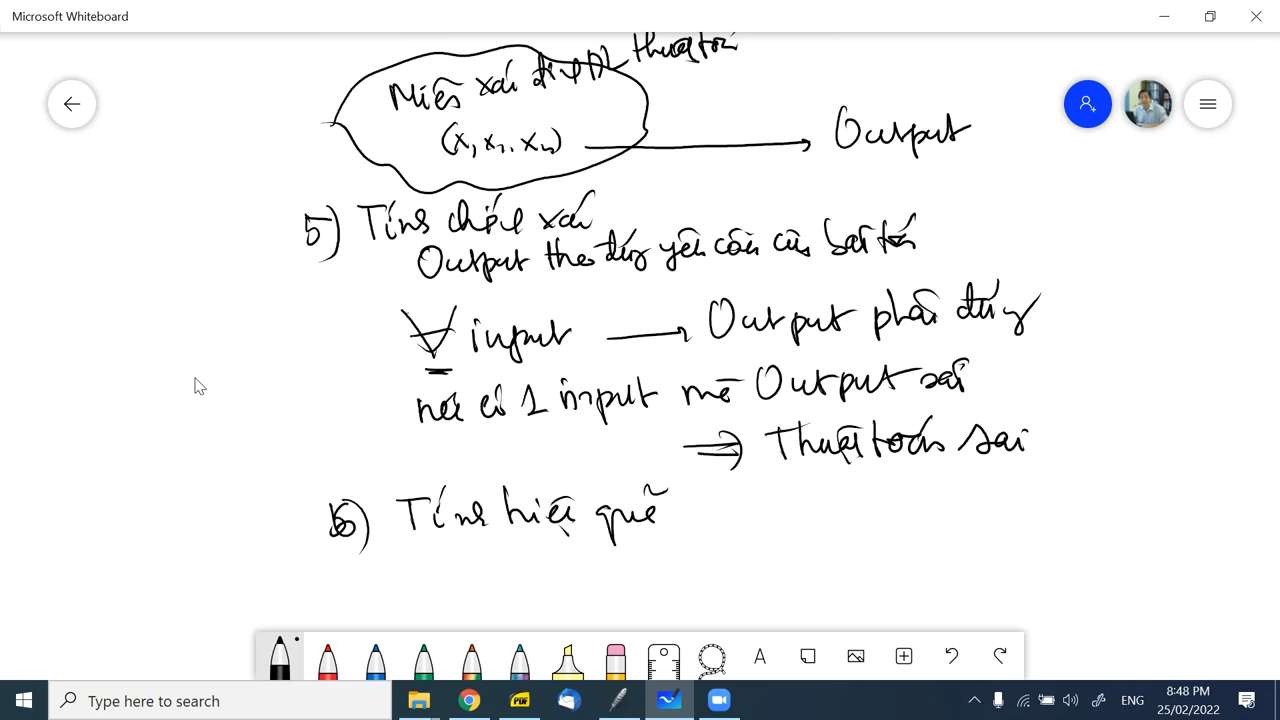 Microsoft Whiteboard
Miền xác định thuật toán
(x₁ x₂.. xₙ)
Output
5) Tính chính xác
Output theo đúng yêu cầu của bài toán
∀ input → Output phải đúng
nếu có 1 input mà Output sai
⇒ Thuật toán sai
6) Tính hiệu quả
Type here to search
ENG
8:48 PM
25/02/2022